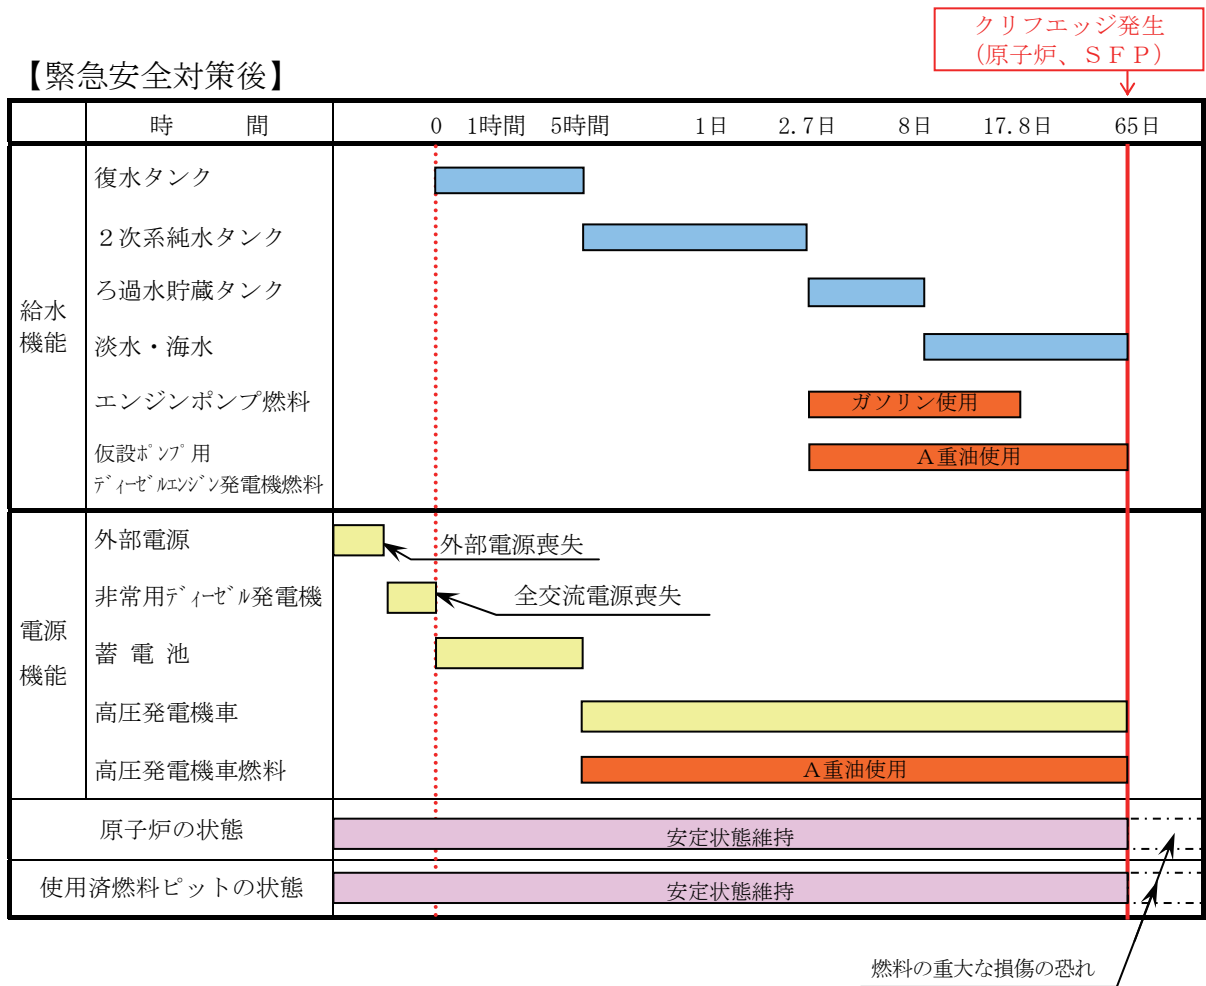 クリフエッジ発生
(原子炉、ＳＦＰ)
【緊急安全対策後】
時 間 0 1時間 5時間 1日 2.7日 8日 17.8日 65日
給水
機能
復水タンク
２次系純水タンク
ろ過水貯蔵タンク
淡水・海水
エンジンポンプ燃料 ガソリン使用
仮設ﾎﾟﾝﾌﾟ用
ﾃﾞｨｰｾﾞﾙｴﾝｼﾞﾝ発電機燃料 Ａ重油使用
電源
機能
外部電源 外部電源喪失
非常用ﾃﾞｨｰｾﾞﾙ発電機 全交流電源喪失
蓄 電 池
高圧発電機車
高圧発電機車燃料 Ａ重油使用
原子炉の状態 安定状態維持
使用済燃料ピットの状態 安定状態維持
燃料の重大な損傷の恐れ